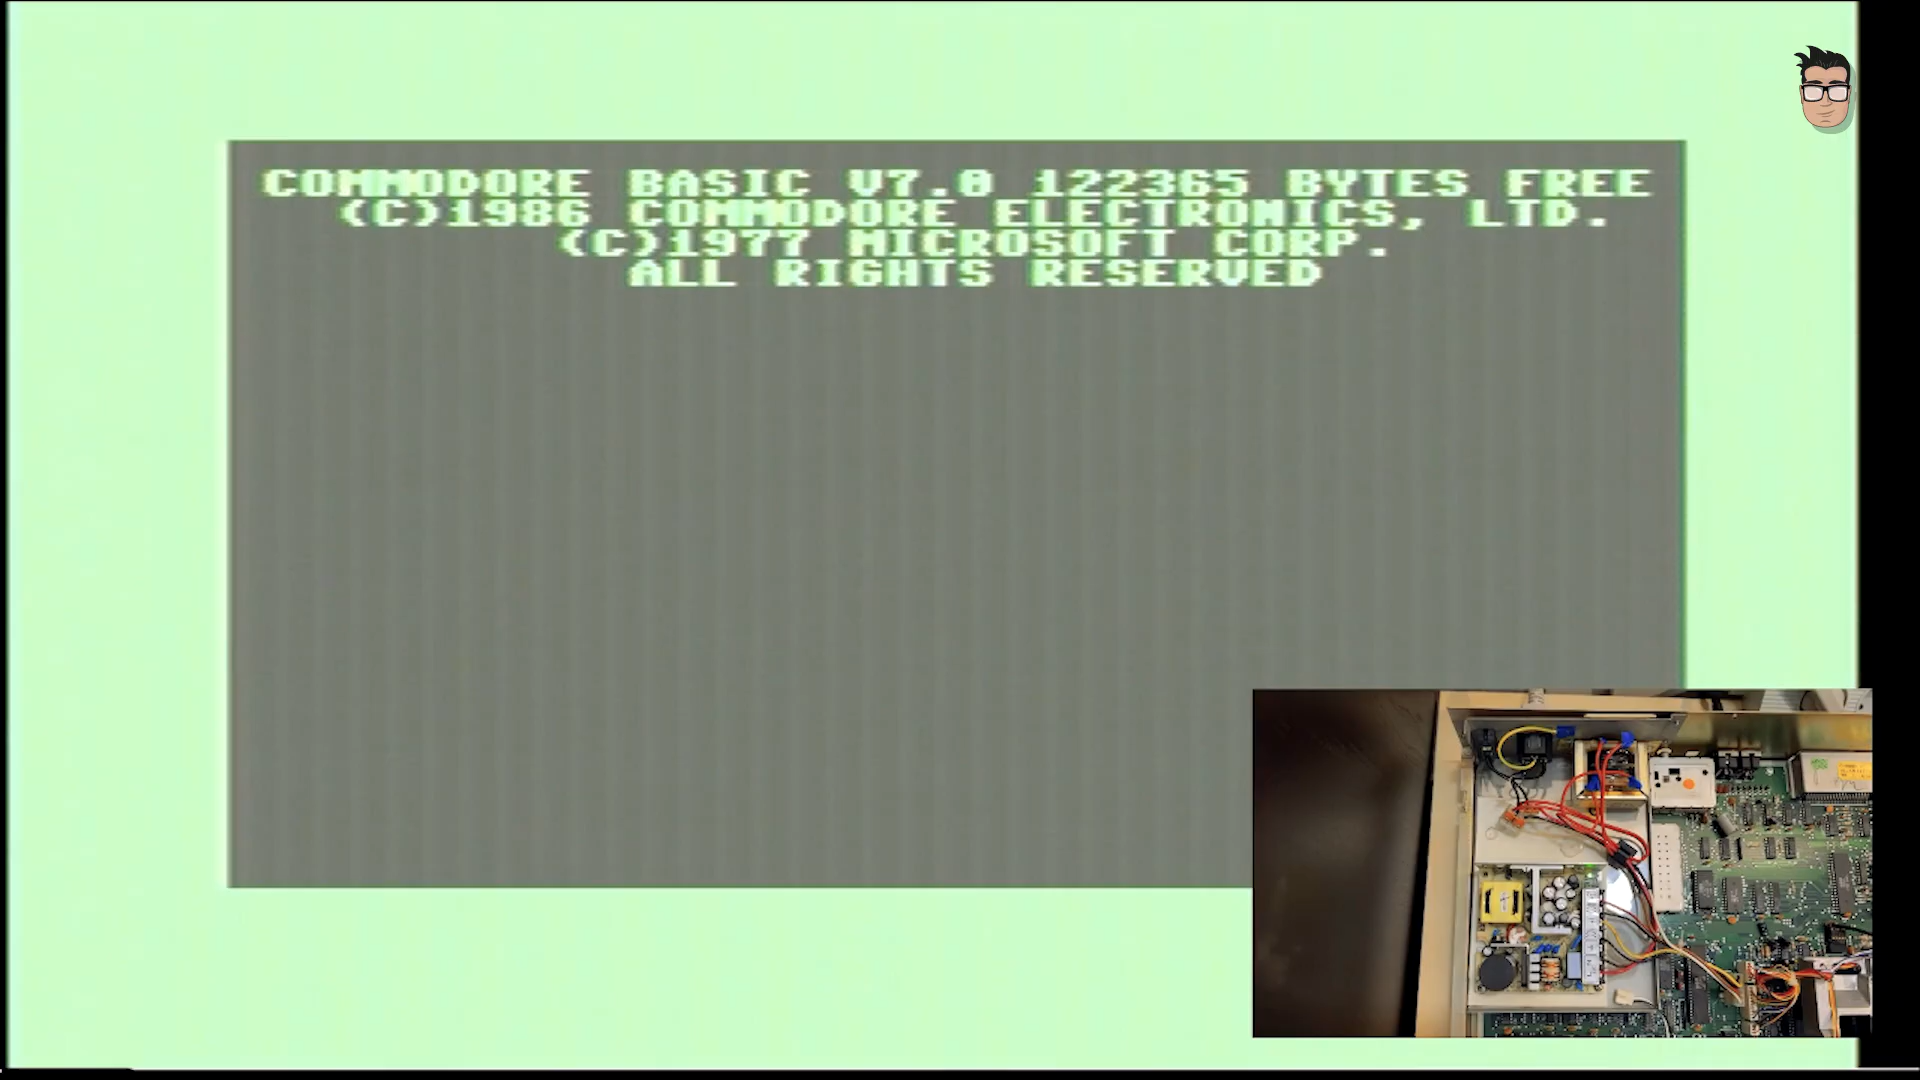 COMMODORE BASIC V7.0 122365 BYTES FREE
(C)1986 COMMODORE ELECTRONICS, LTD.
(C)1977 MICROSOFT CORP.
ALL RIGHTS RESERVED